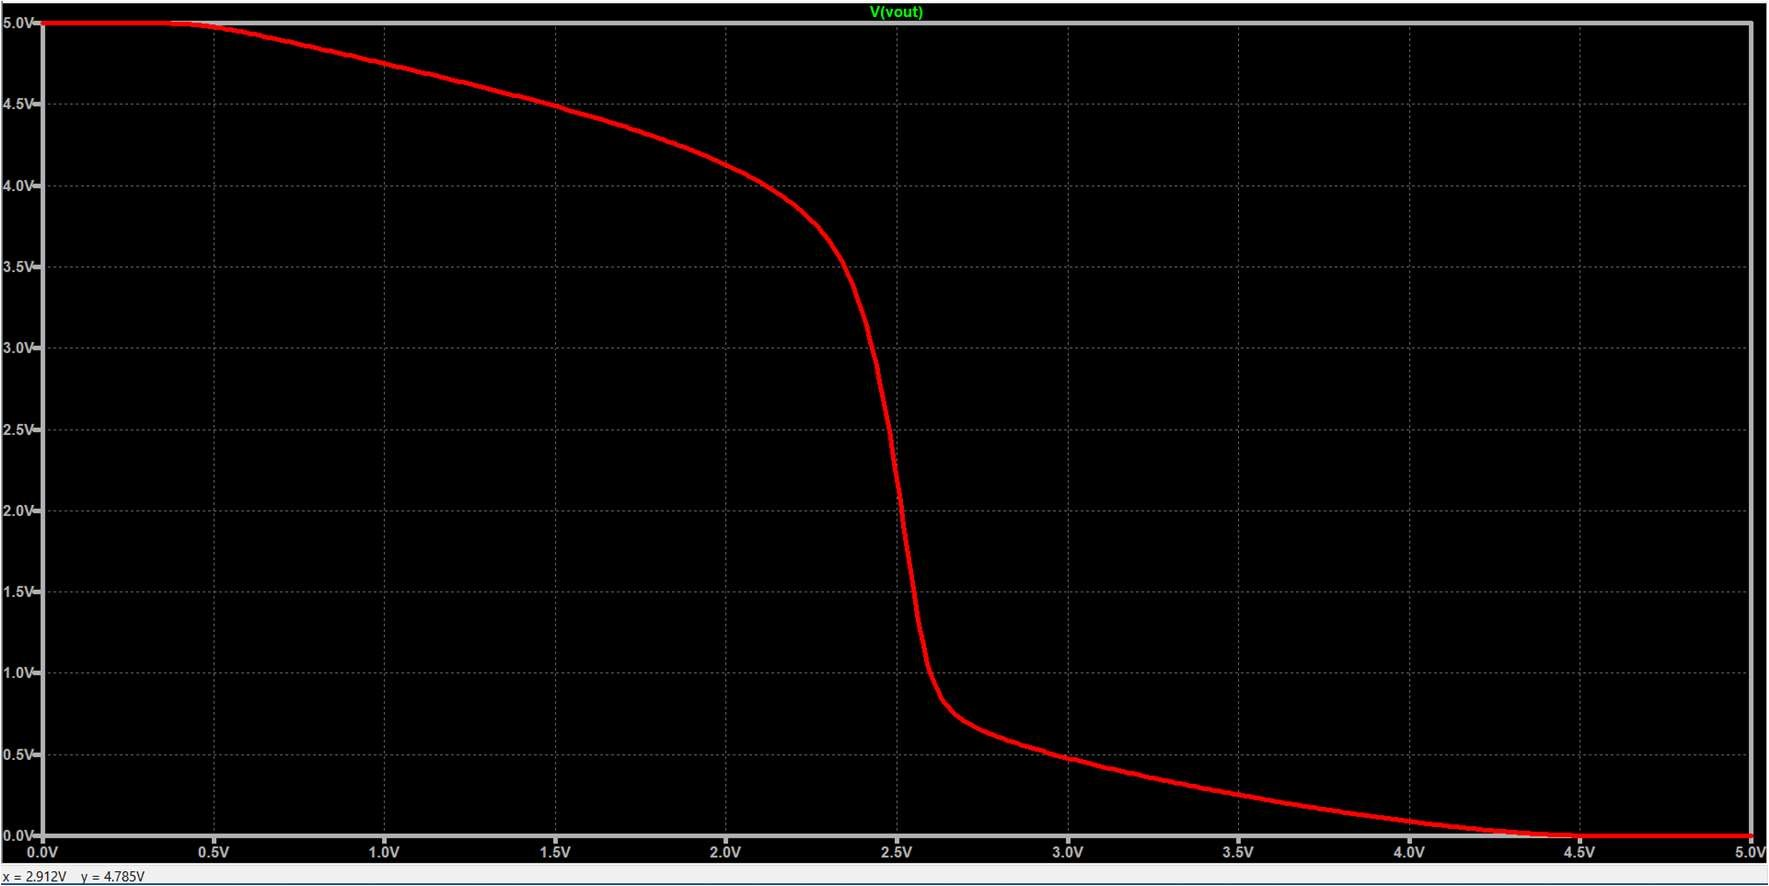 V(vout)
5.0V
4.5V
4.0V
3.5V
3.0V
2.5V
2.0V
1.5V
1.0V
0.5V
0.0V
0.0V 0.5V 1.0V 1.5V 2.0V 2.5V 3.0V 3.5V 4.0V 4.5V 5.0V
x = 2.912V y = 4.785V